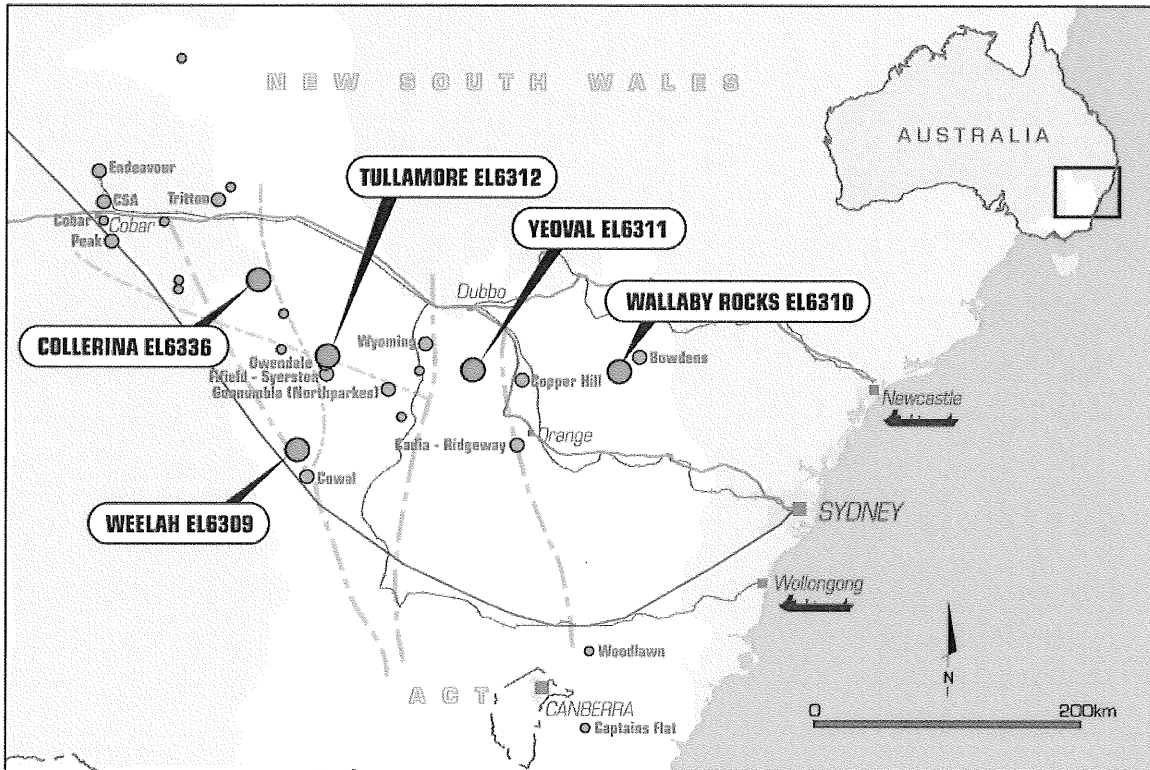 NEW SOUTH WALES
AUSTRALIA
Endeavour
CSA
Tritton
Cobar
Cobar
Peak
TULLAMORE EL6312
YEOVAL EL6311
WALLABY ROCKS EL6310
COLLERINA EL6336
WEELAH EL6309
Dubbo
Wyoming
Owendale
Fifield - Syerston
Goonumbla (Northparkes)
Bowdens
Copper Hill
Orange
Cadia - Ridgeway
Cowal
Newcastle
SYDNEY
Wollongong
Woodlawn
ACT
CANBERRA
Captains Flat
N
0
200km